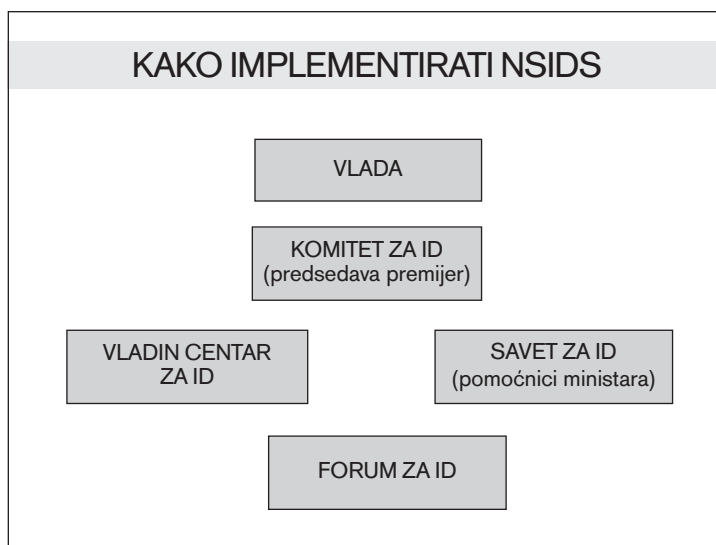 KAKO IMPLEMENTIRATI NSIDS
VLADA
KOMITET ZA ID
(predsedava premijer)
VLADIN CENTAR
ZA ID
SAVET ZA ID
(pomoćnici ministara)
FORUM ZA ID